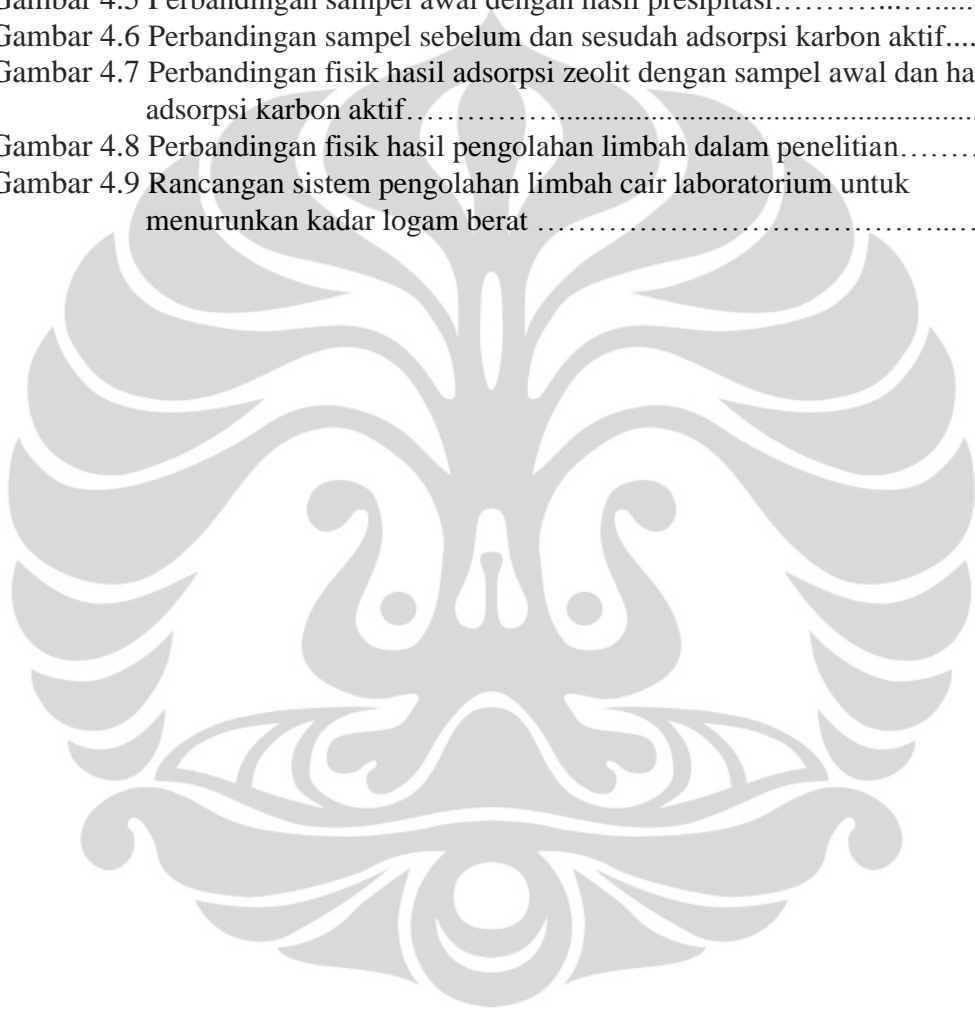 Gambar 4.5 Perbandingan sampel awal dengan hasil presipitasi………...…....
Gambar 4.6 Perbandingan sampel sebelum dan sesudah adsorpsi karbon aktif....
Gambar 4.7 Perbandingan fisik hasil adsorpsi zeolit dengan sampel awal dan
adsorpsi karbon aktif……………............................................................
Gambar 4.8 Perbandingan fisik hasil pengolahan limbah dalam penelitian……..
Gambar 4.9 Rancangan sistem pengolahan limbah cair laboratorium untuk
menurunkan kadar logam berat …………………………………...…